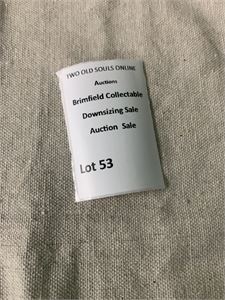 TWO OLD SOULS ONLINE
Auctions
Brimfield Collectable
Downsizing Sale
Auction Sale
Lot 53